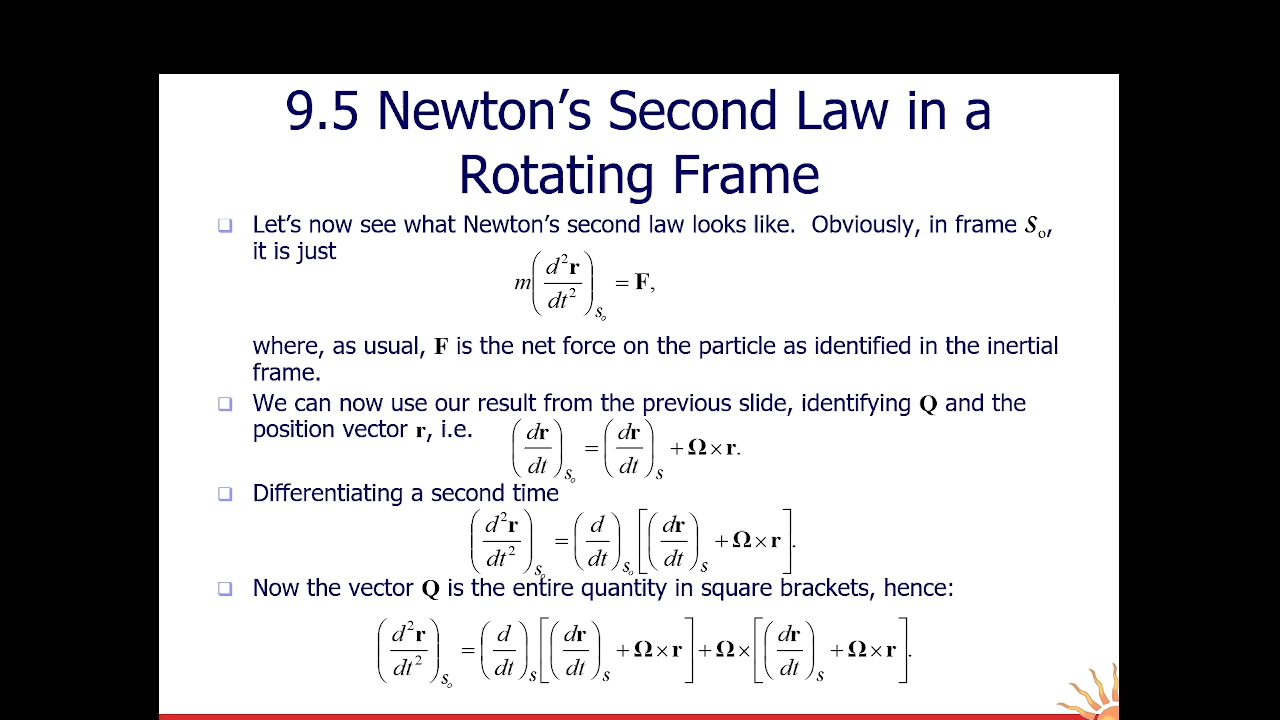 9.5 Newton's Second Law in a
Rotating Frame
❑ Let's now see what Newton's second law looks like. Obviously, in frame S₀,
it is just
m(d²r/dt²)_{S₀} = F,
where, as usual, F is the net force on the particle as identified in the inertial
frame.
❑ We can now use our result from the previous slide, identifying Q and the
position vector r, i.e.
(dr/dt)_{S₀} = (dr/dt)_S + Ω × r.
❑ Differentiating a second time
(d²r/dt²)_{S₀} = (d/dt)_{S₀} [(dr/dt)_S + Ω × r].
❑ Now the vector Q is the entire quantity in square brackets, hence:
(d²r/dt²)_{S₀} = (d/dt)_S [(dr/dt)_S + Ω × r] + Ω × [(dr/dt)_S + Ω × r].